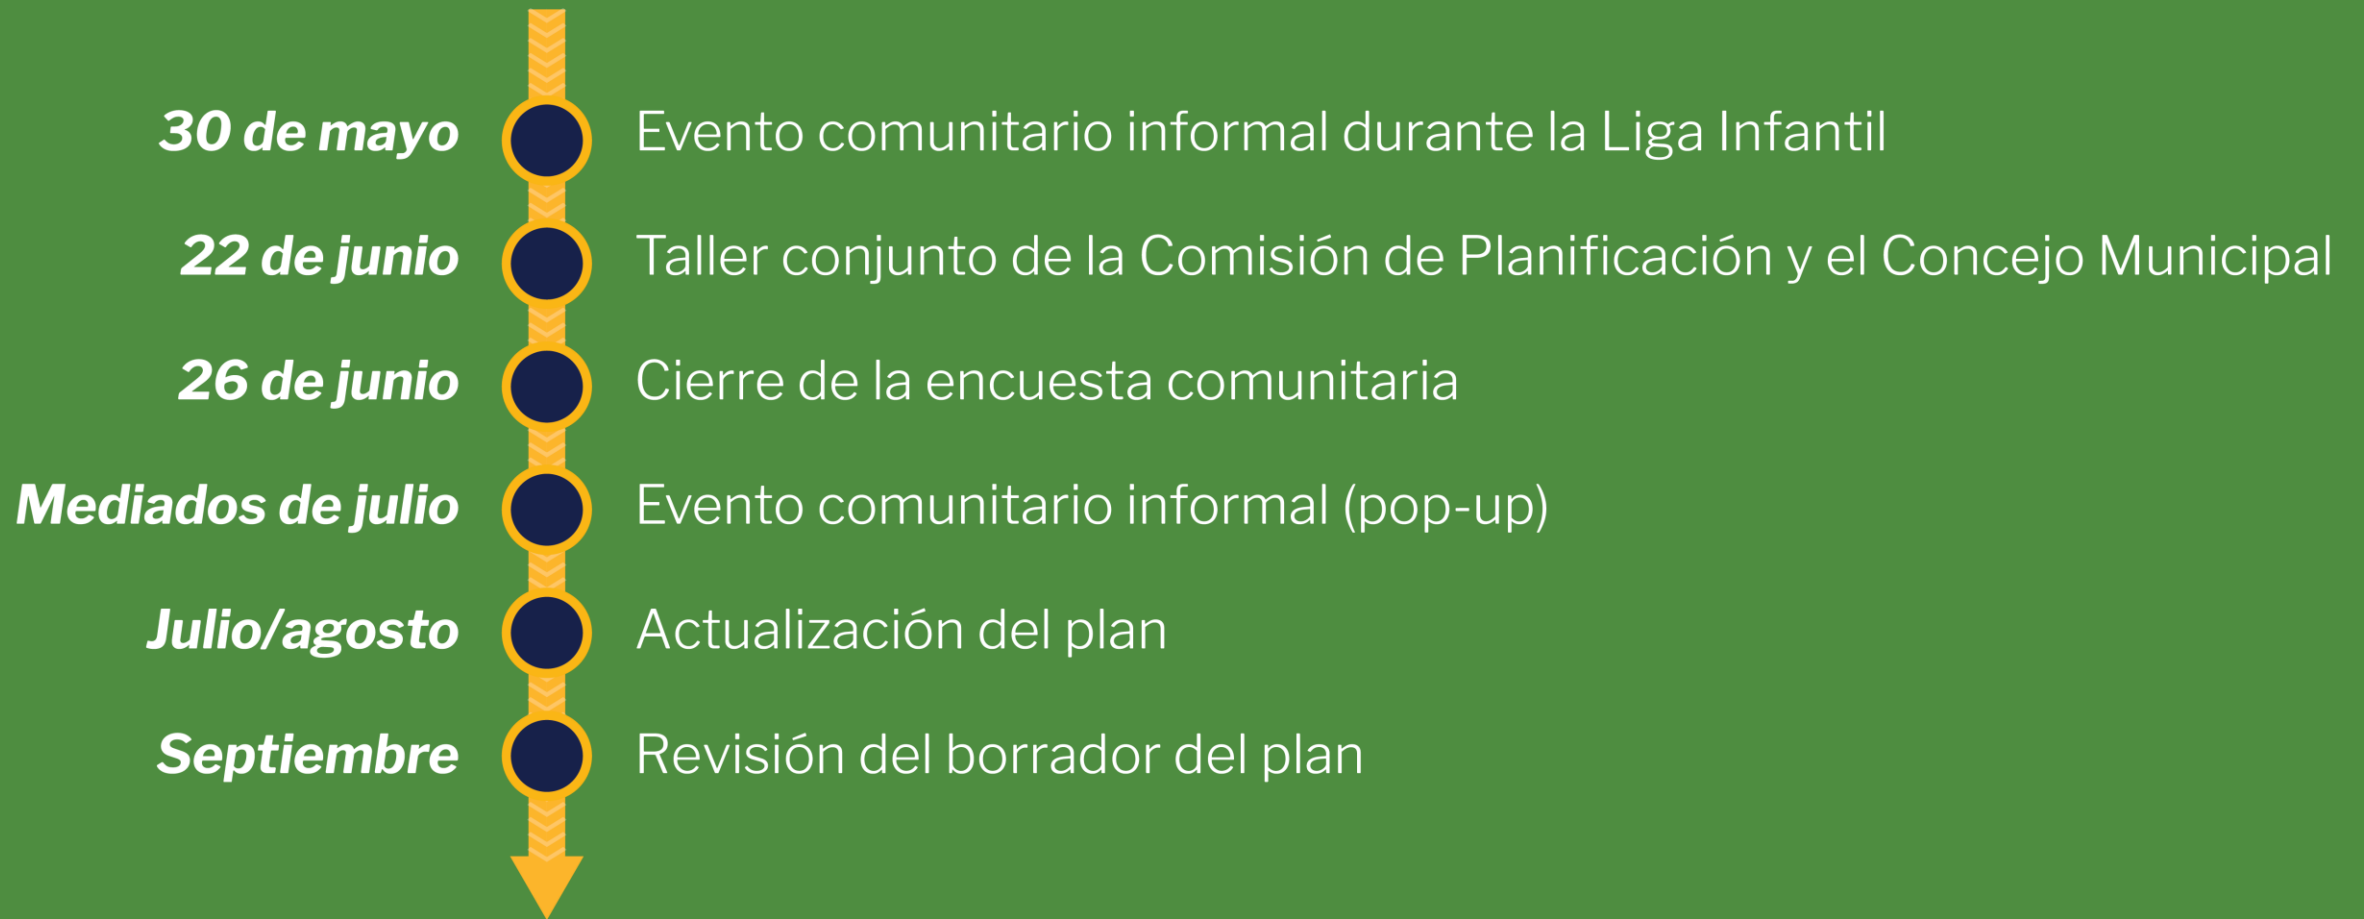 30 de mayo Evento comunitario informal durante la Liga Infantil
22 de junio Taller conjunto de la Comisión de Planificación y el Concejo Municipal
26 de junio Cierre de la encuesta comunitaria
Mediados de julio Evento comunitario informal (pop-up)
Julio/agosto Actualización del plan
Septiembre Revisión del borrador del plan